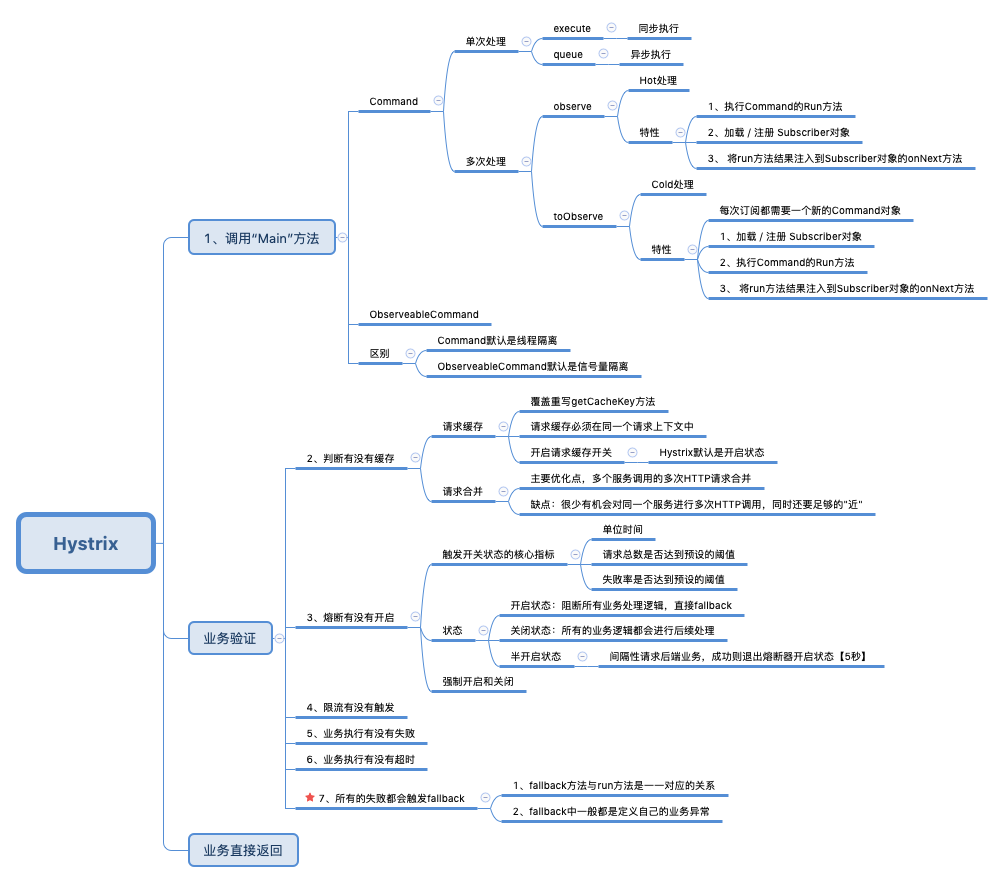 Hystrix
1、调用“Main“方法
Command
单次处理
execute
同步执行
queue
异步执行
多次处理
observe
Hot处理
特性
1、执行Command的Run方法
2、加载 / 注册 Subscriber对象
3、 将run方法结果注入到Subscriber对象的onNext方法
toObserve
Cold处理
特性
每次订阅都需要一个新的Command对象
1、加载 / 注册 Subscriber对象
2、执行Command的Run方法
3、 将run方法结果注入到Subscriber对象的onNext方法
ObserveableCommand
区别
Command默认是线程隔离
ObserveableCommand默认是信号量隔离
业务验证
2、判断有没有缓存
请求缓存
覆盖重写getCacheKey方法
请求缓存必须在同一个请求上下文中
开启请求缓存开关
Hystrix默认是开启状态
请求合并
主要优化点，多个服务调用的多次HTTP请求合并
缺点：很少有机会对同一个服务进行多次HTTP调用，同时还要足够的“近”
3、熔断有没有开启
触发开关状态的核心指标
单位时间
请求总数是否达到预设的阈值
失败率是否达到预设的阈值
状态
开启状态：阻断所有业务处理逻辑，直接fallback
关闭状态：所有的业务逻辑都会进行后续处理
半开启状态
间隔性请求后端业务，成功则退出熔断器开启状态【5秒】
强制开启和关闭
4、限流有没有触发
5、业务执行有没有失败
6、业务执行有没有超时
7、所有的失败都会触发fallback
1、fallback方法与run方法是一一对应的关系
2、fallback中一般都是定义自己的业务异常
业务直接返回